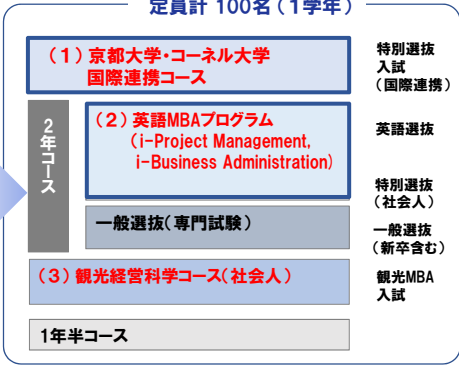 定員計 100名（1学年）
（1）京都大学・コーネル大学
国際連携コース
特別選抜
入試
（国際連携）
2年コース
（2）英語MBAプログラム
（i-Project Management,
i-Business Administration)
英語選抜
特別選抜
（社会人）
一般選抜（専門試験）
一般選抜
（新卒含む）
（3）観光経営科学コース（社会人）
観光MBA
入試
1年半コース